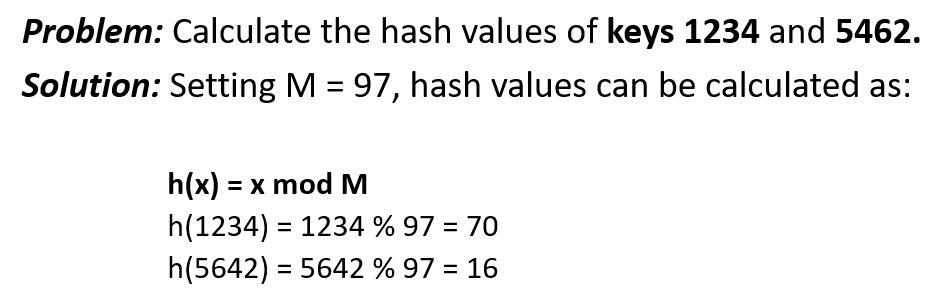 Problem: Calculate the hash values of keys 1234 and 5462.
Solution: Setting M = 97, hash values can be calculated as:
h(x) = x mod M
h(1234) = 1234 % 97 = 70
h(5642) = 5642 % 97 = 16